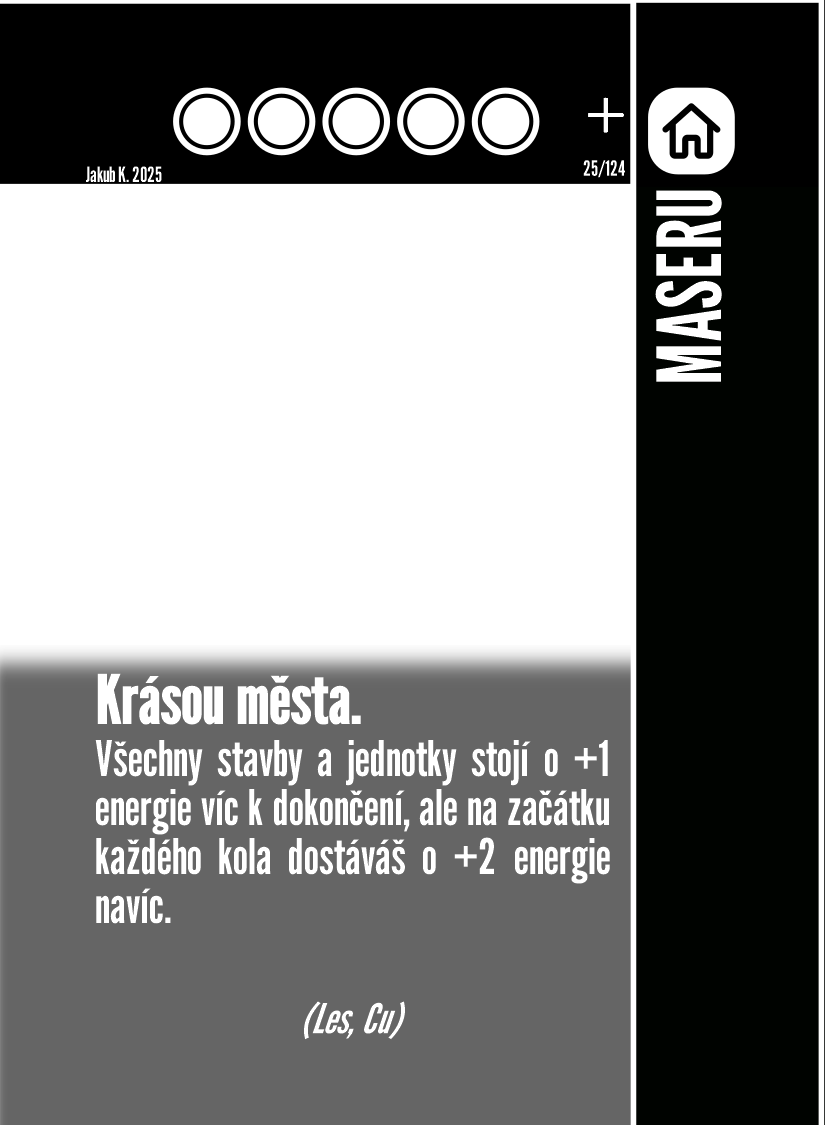 +
Jakub K. 2025
25/124
MASERU
Krásou města.
Všechny stavby a jednotky stojí o +1
energie víc k dokončení, ale na začátku
každého kola dostáváš o +2 energie
navíc.
(Les, Cu)